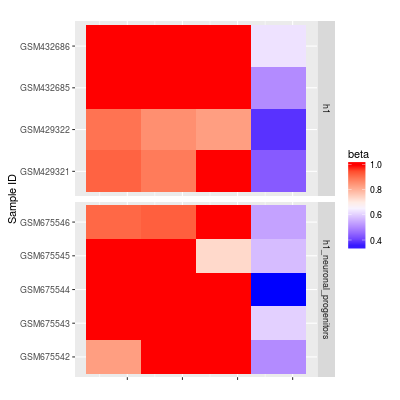 GSM432686
GSM432685
GSM429322
GSM429321
h1
GSM675546
GSM675545
GSM675544
GSM675543
GSM675542
h1_neuronal_progenitors
Sample ID
beta
1.0
0.8
0.6
0.4